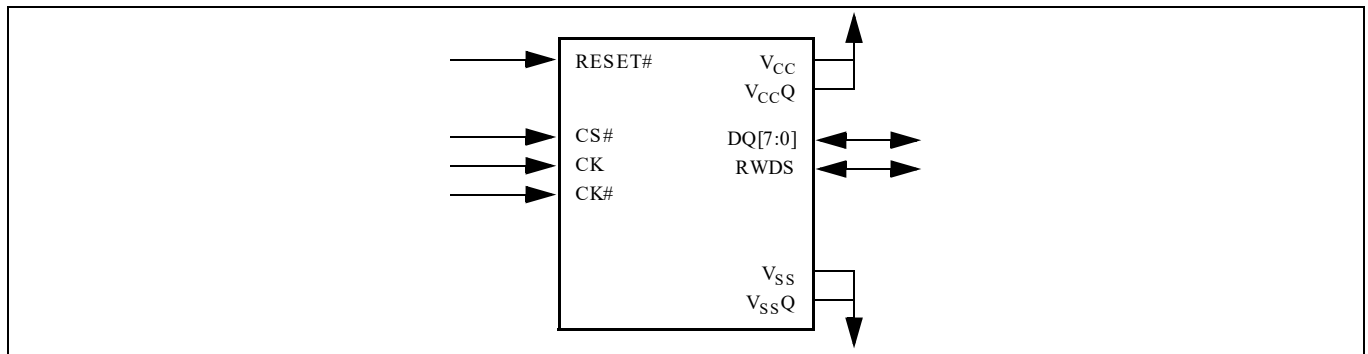 RESET#
CS#
CK
CK#
V_CC
V_CCQ
DQ[7:0]
RWDS
V_SS
V_SSQ